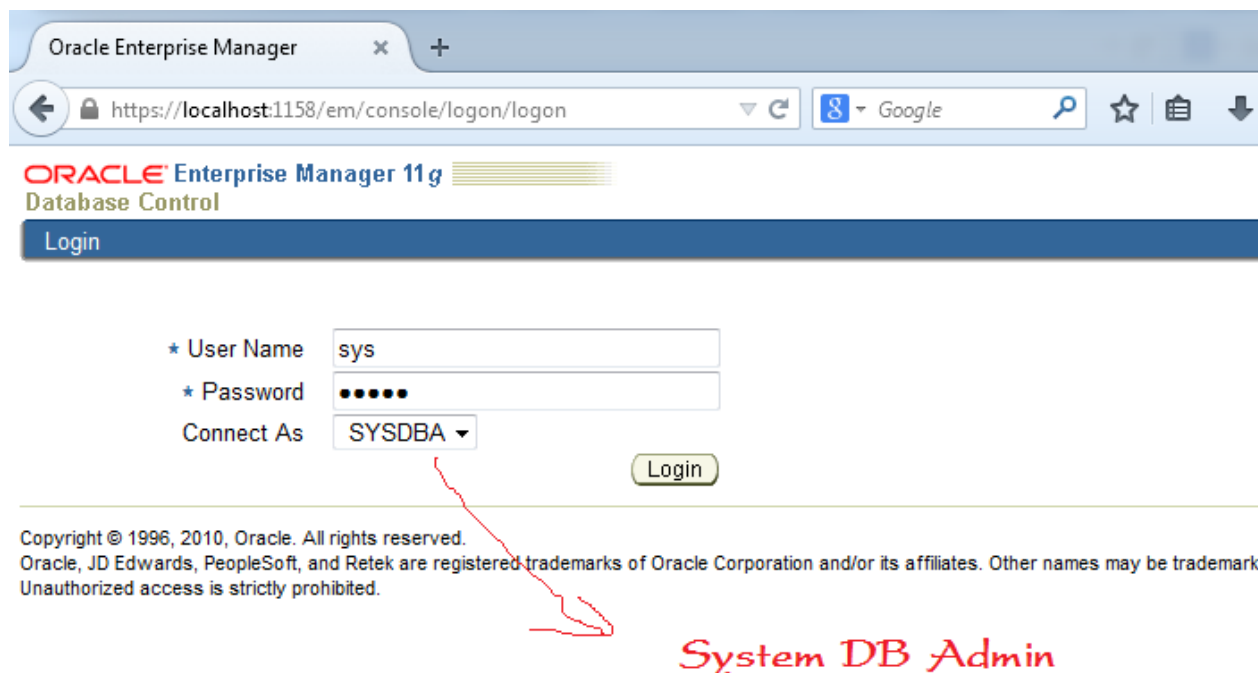 Oracle Enterprise Manager
https://localhost:1158/em/console/logon/logon
8 Google
ORACLE Enterprise Manager 11g
Database Control
Login
* User Name sys
* Password •••••
Connect As SYSDBA
Login
Copyright © 1996, 2010, Oracle. All rights reserved.
Oracle, JD Edwards, PeopleSoft, and Retek are registered trademarks of Oracle Corporation and/or its affiliates. Other names may be trademark
Unauthorized access is strictly prohibited.
System DB Admin